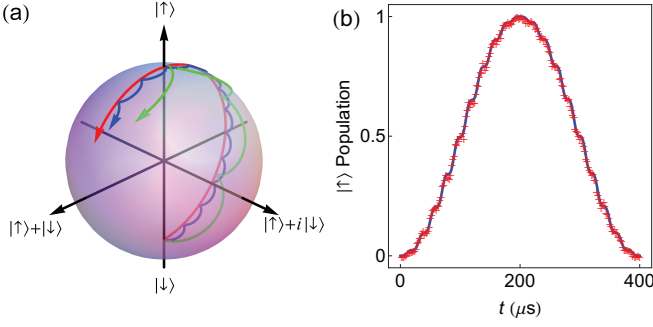 (a)
|↑⟩
|↑⟩+|↓⟩
|↑⟩+i|↓⟩
|↓⟩
(b)
1
0.5
0
|↑⟩ Population
0
200
400
t (μs)